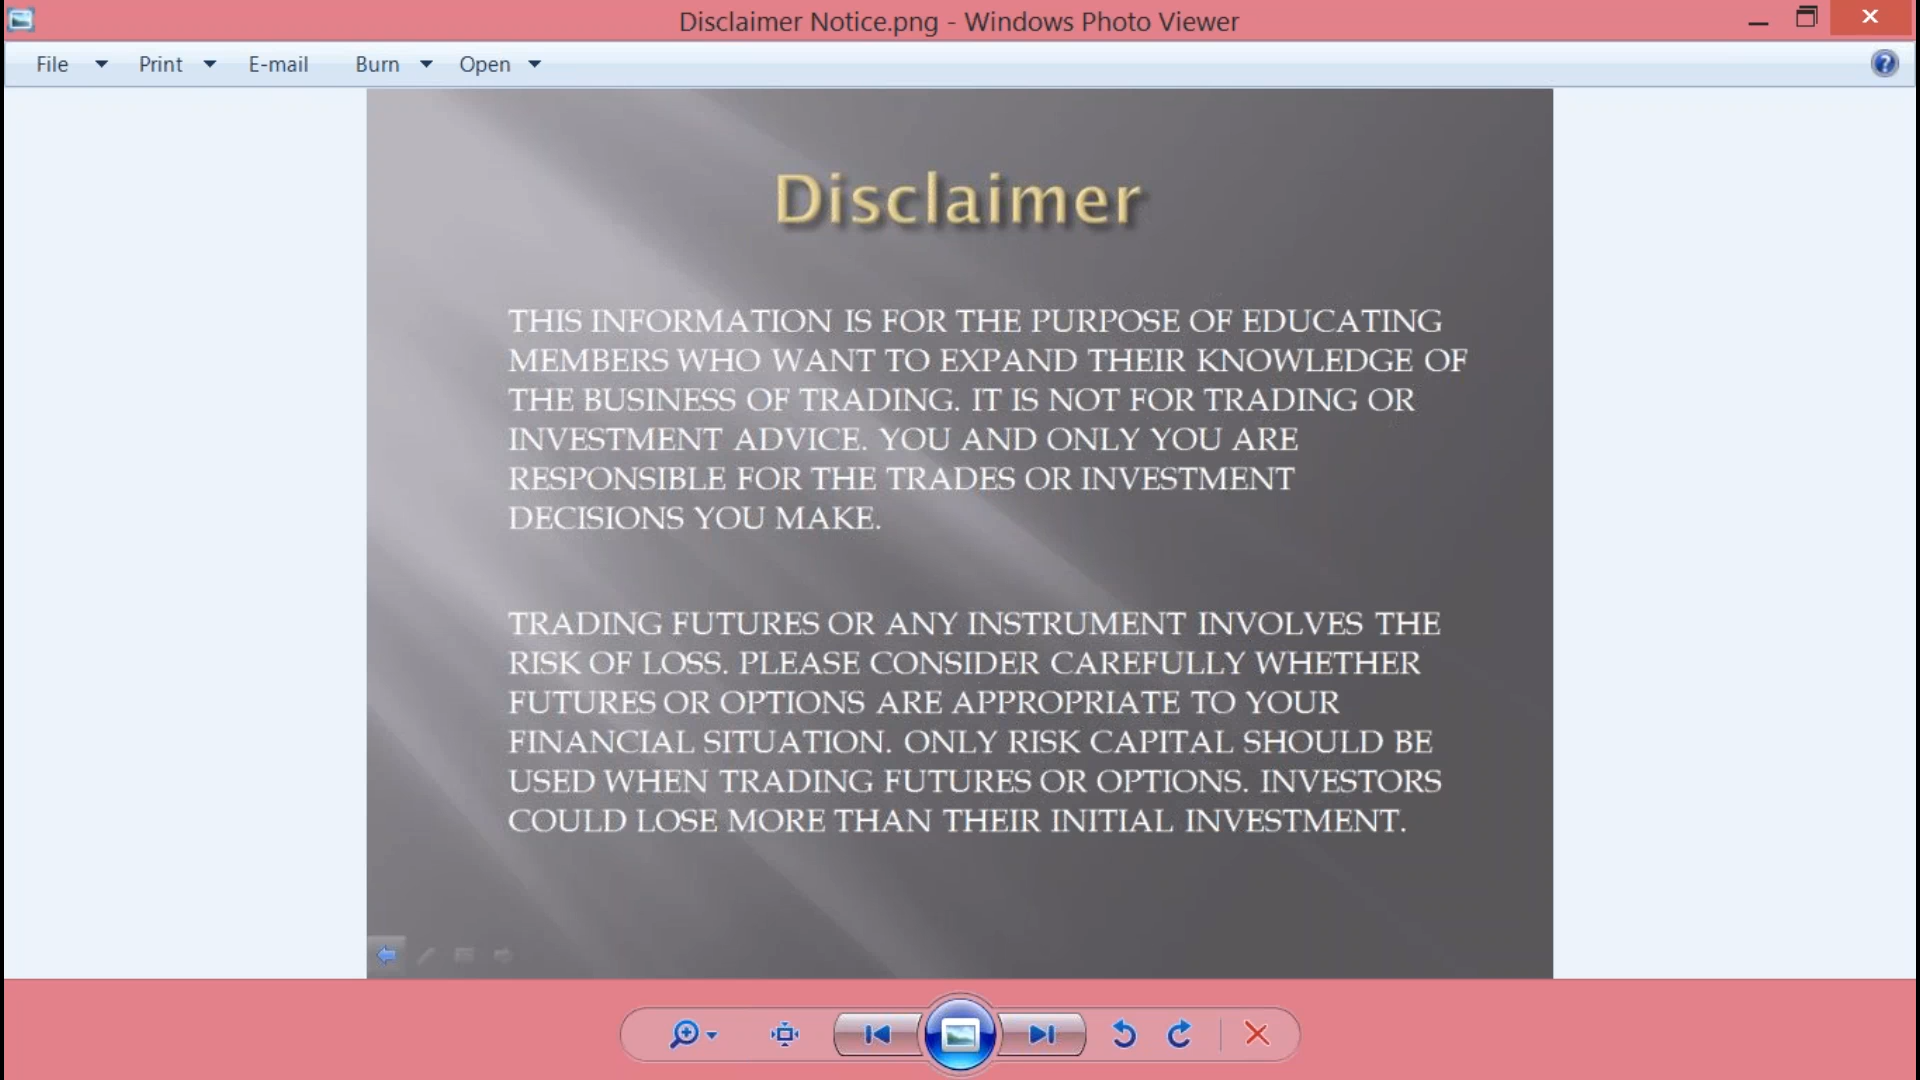 Disclaimer Notice.png - Windows Photo Viewer
File Print E-mail Burn Open
Disclaimer
THIS INFORMATION IS FOR THE PURPOSE OF EDUCATING
MEMBERS WHO WANT TO EXPAND THEIR KNOWLEDGE OF
THE BUSINESS OF TRADING. IT IS NOT FOR TRADING OR
INVESTMENT ADVICE. YOU AND ONLY YOU ARE
RESPONSIBLE FOR THE TRADES OR INVESTMENT
DECISIONS YOU MAKE.
TRADING FUTURES OR ANY INSTRUMENT INVOLVES THE
RISK OF LOSS. PLEASE CONSIDER CAREFULLY WHETHER
FUTURES OR OPTIONS ARE APPROPRIATE TO YOUR
FINANCIAL SITUATION. ONLY RISK CAPITAL SHOULD BE
USED WHEN TRADING FUTURES OR OPTIONS. INVESTORS
COULD LOSE MORE THAN THEIR INITIAL INVESTMENT.